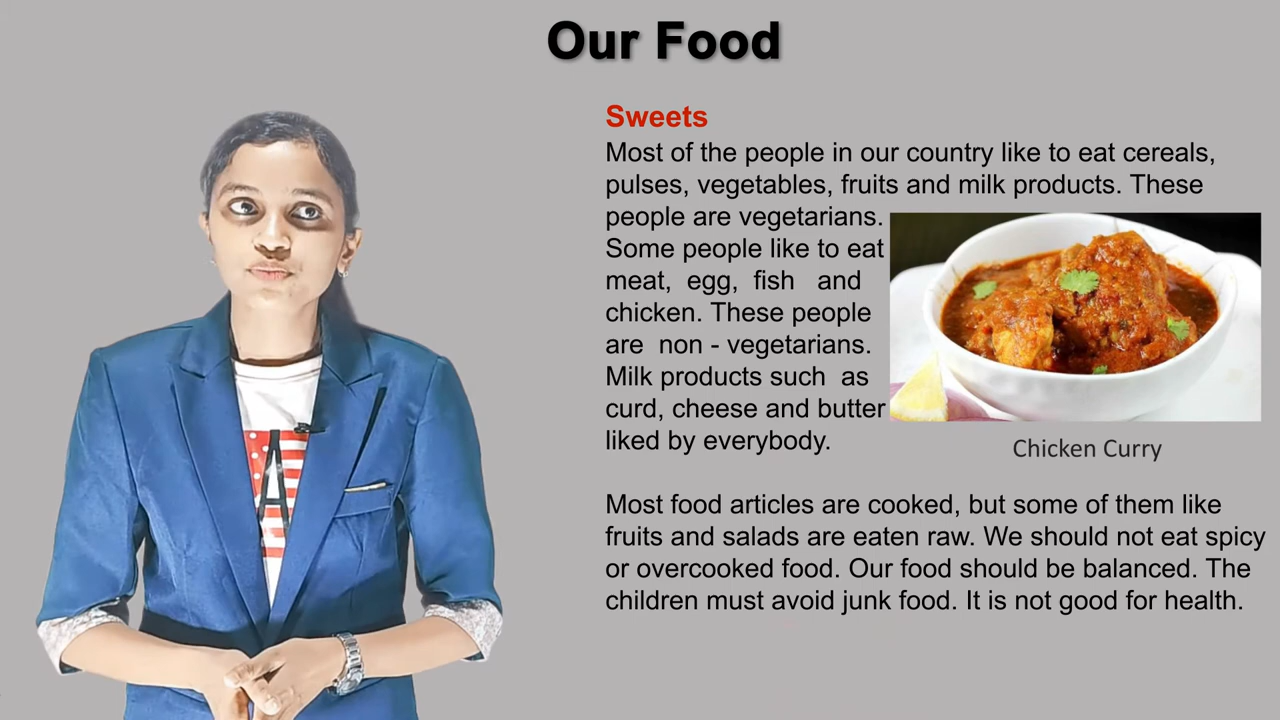 Our Food
Sweets
Most of the people in our country like to eat cereals,
pulses, vegetables, fruits and milk products. These
people are vegetarians.
Some people like to eat
meat, egg, fish and
chicken. These people
are non - vegetarians.
Milk products such as
curd, cheese and butter
liked by everybody.
Chicken Curry
Most food articles are cooked, but some of them like
fruits and salads are eaten raw. We should not eat spicy
or overcooked food. Our food should be balanced. The
children must avoid junk food. It is not good for health.
A